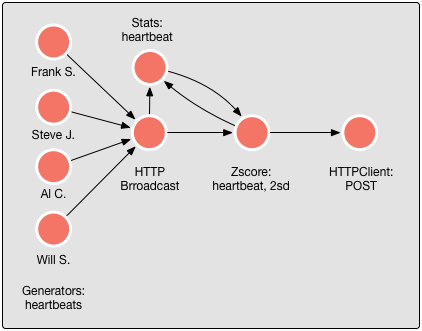 Stats:
heartbeat
Frank S.
Steve J.
Al C.
Will S.
HTTP
Brroadcast
Zscore:
heartbeat, 2sd
HTTPClient:
POST
Generators:
heartbeats